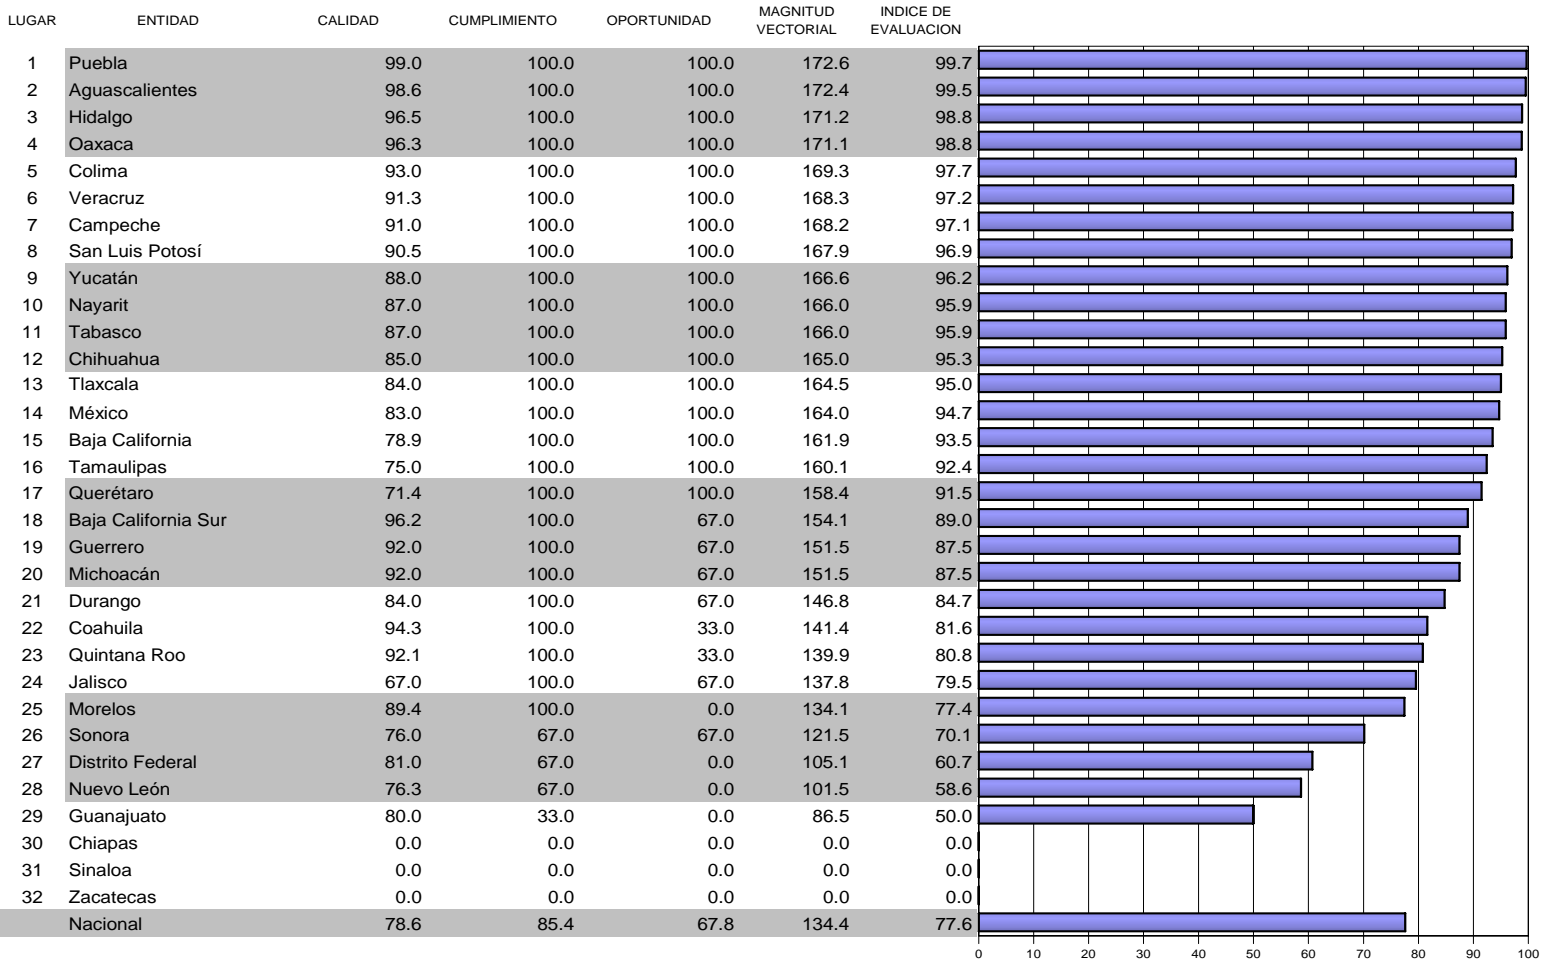 LUGAR ENTIDAD CALIDAD CUMPLIMIENTO OPORTUNIDAD MAGNITUD VECTORIAL INDICE DE EVALUACION
1 Puebla 99.0 100.0 100.0 172.6 99.7
2 Aguascalientes 98.6 100.0 100.0 172.4 99.5
3 Hidalgo 96.5 100.0 100.0 171.2 98.8
4 Oaxaca 96.3 100.0 100.0 171.1 98.8
5 Colima 93.0 100.0 100.0 169.3 97.7
6 Veracruz 91.3 100.0 100.0 168.3 97.2
7 Campeche 91.0 100.0 100.0 168.2 97.1
8 San Luis Potosí 90.5 100.0 100.0 167.9 96.9
9 Yucatán 88.0 100.0 100.0 166.6 96.2
10 Nayarit 87.0 100.0 100.0 166.0 95.9
11 Tabasco 87.0 100.0 100.0 166.0 95.9
12 Chihuahua 85.0 100.0 100.0 165.0 95.3
13 Tlaxcala 84.0 100.0 100.0 164.5 95.0
14 México 83.0 100.0 100.0 164.0 94.7
15 Baja California 78.9 100.0 100.0 161.9 93.5
16 Tamaulipas 75.0 100.0 100.0 160.1 92.4
17 Querétaro 71.4 100.0 100.0 158.4 91.5
18 Baja California Sur 96.2 100.0 67.0 154.1 89.0
19 Guerrero 92.0 100.0 67.0 151.5 87.5
20 Michoacán 92.0 100.0 67.0 151.5 87.5
21 Durango 84.0 100.0 67.0 146.8 84.7
22 Coahuila 94.3 100.0 33.0 141.4 81.6
23 Quintana Roo 92.1 100.0 33.0 139.9 80.8
24 Jalisco 67.0 100.0 67.0 137.8 79.5
25 Morelos 89.4 100.0 0.0 134.1 77.4
26 Sonora 76.0 67.0 67.0 121.5 70.1
27 Distrito Federal 81.0 67.0 0.0 105.1 60.7
28 Nuevo León 76.3 67.0 0.0 101.5 58.6
29 Guanajuato 80.0 33.0 0.0 86.5 50.0
30 Chiapas 0.0 0.0 0.0 0.0 0.0
31 Sinaloa 0.0 0.0 0.0 0.0 0.0
32 Zacatecas 0.0 0.0 0.0 0.0 0.0
Nacional 78.6 85.4 67.8 134.4 77.6
0 10 20 30 40 50 60 70 80 90 100